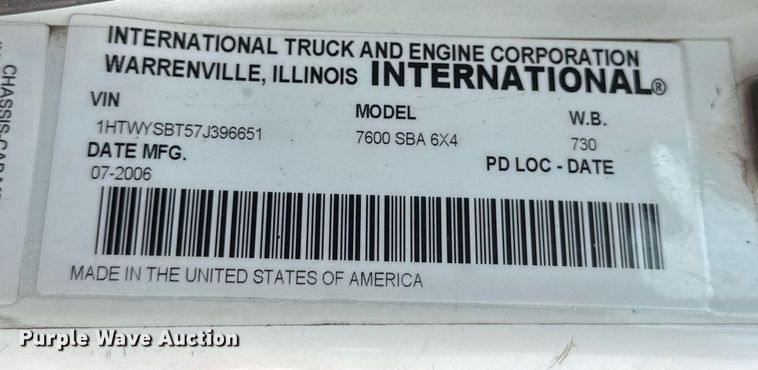 INTERNATIONAL TRUCK AND ENGINE CORPORATION
WARRENVILLE, ILLINOIS INTERNATIONAL®
VIN MODEL W.B.
1HTWYSBT57J396651 7600 SBA 6X4 730
DATE MFG. PD LOC - DATE
07-2006
MADE IN THE UNITED STATES OF AMERICA
Purple Wave Auction